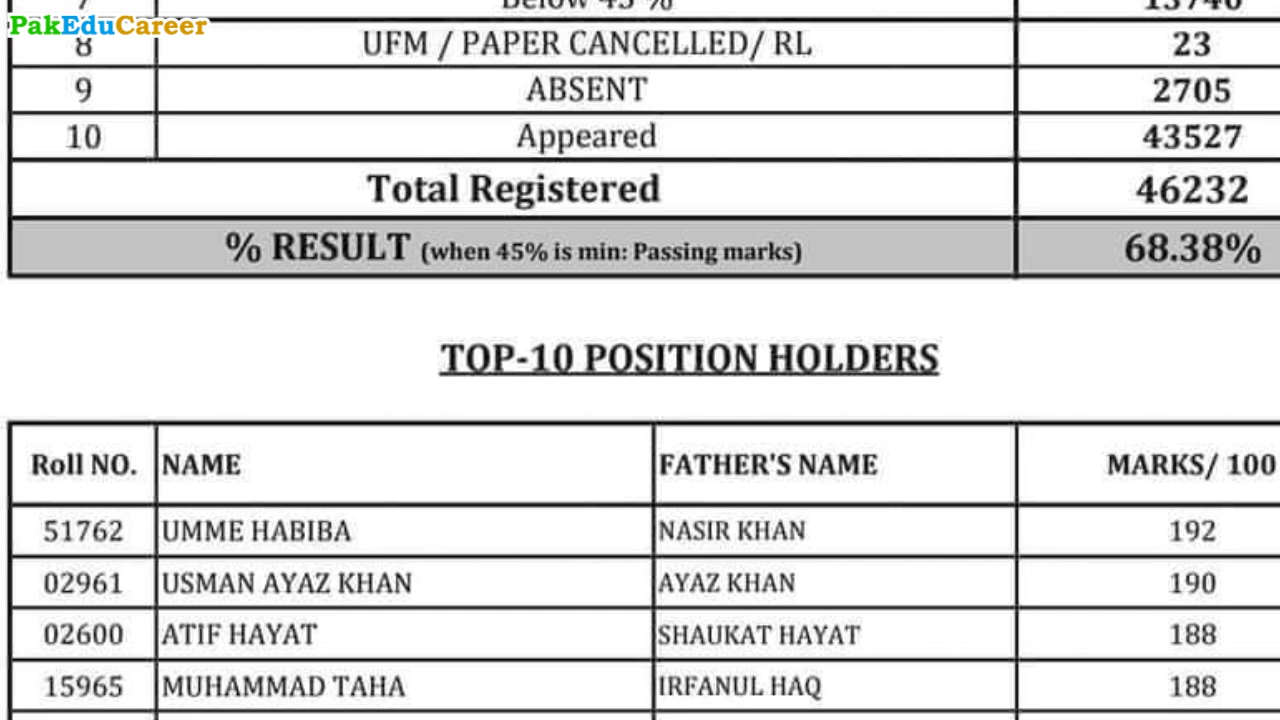 Below 45 %
13746
PakEduCareer
8 UFM / PAPER CANCELLED/ RL 23
9 ABSENT 2705
10 Appeared 43527
Total Registered 46232
% RESULT (when 45% is min: Passing marks) 68.38%
TOP-10 POSITION HOLDERS
Roll NO. NAME FATHER'S NAME MARKS/ 100
51762 UMME HABIBA NASIR KHAN 192
02961 USMAN AYAZ KHAN AYAZ KHAN 190
02600 ATIF HAYAT SHAUKAT HAYAT 188
15965 MUHAMMAD TAHA IRFANUL HAQ 188